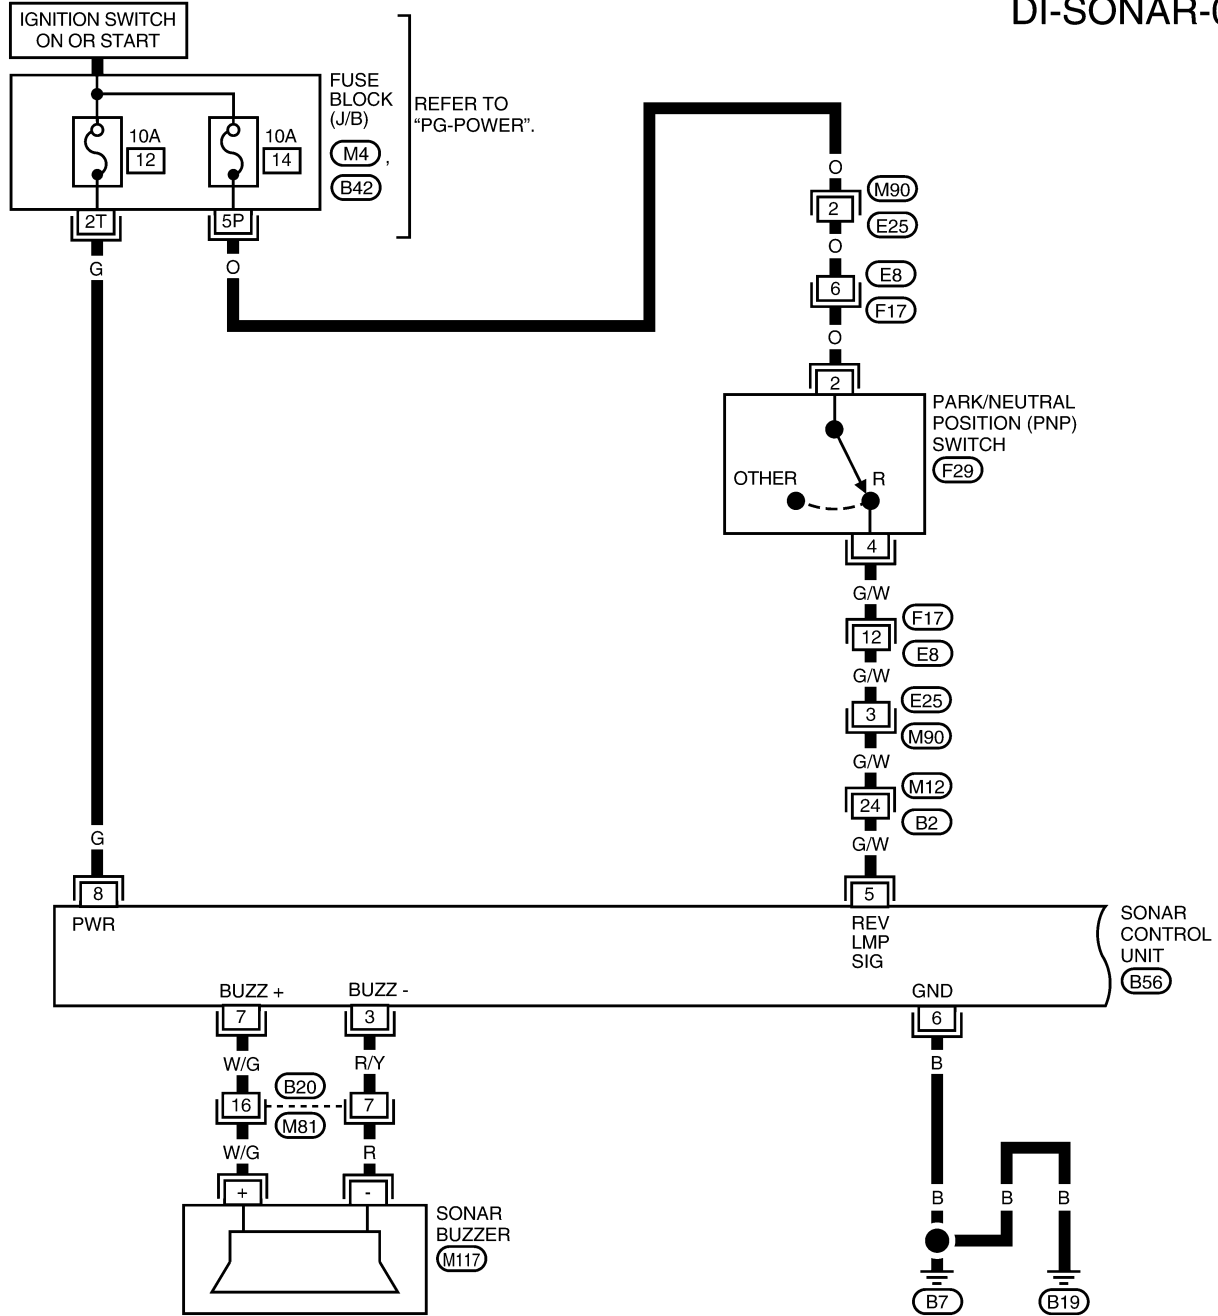 DI-SONAR-
IGNITION SWITCH
ON OR START
FUSE
BLOCK
(J/B)
M4 ,
B42
REFER TO
“PG-POWER”.
10A
12
10A
14
2T
5P
G
O
O
2
M90
E25
O
6
E8
F17
O
2
PARK/NEUTRAL
POSITION (PNP)
SWITCH
F29
OTHER
R
4
G/W
12
F17
E8
G/W
3
E25
M90
G/W
24
M12
B2
G/W
G
8
5
PWR
REV
LMP
SIG
SONAR
CONTROL
UNIT
B56
BUZZ +
BUZZ -
GND
7
3
6
W/G
R/Y
B
16
B20
M81
7
W/G
R
+
-
B
B
B
SONAR
BUZZER
M117
B7
B19